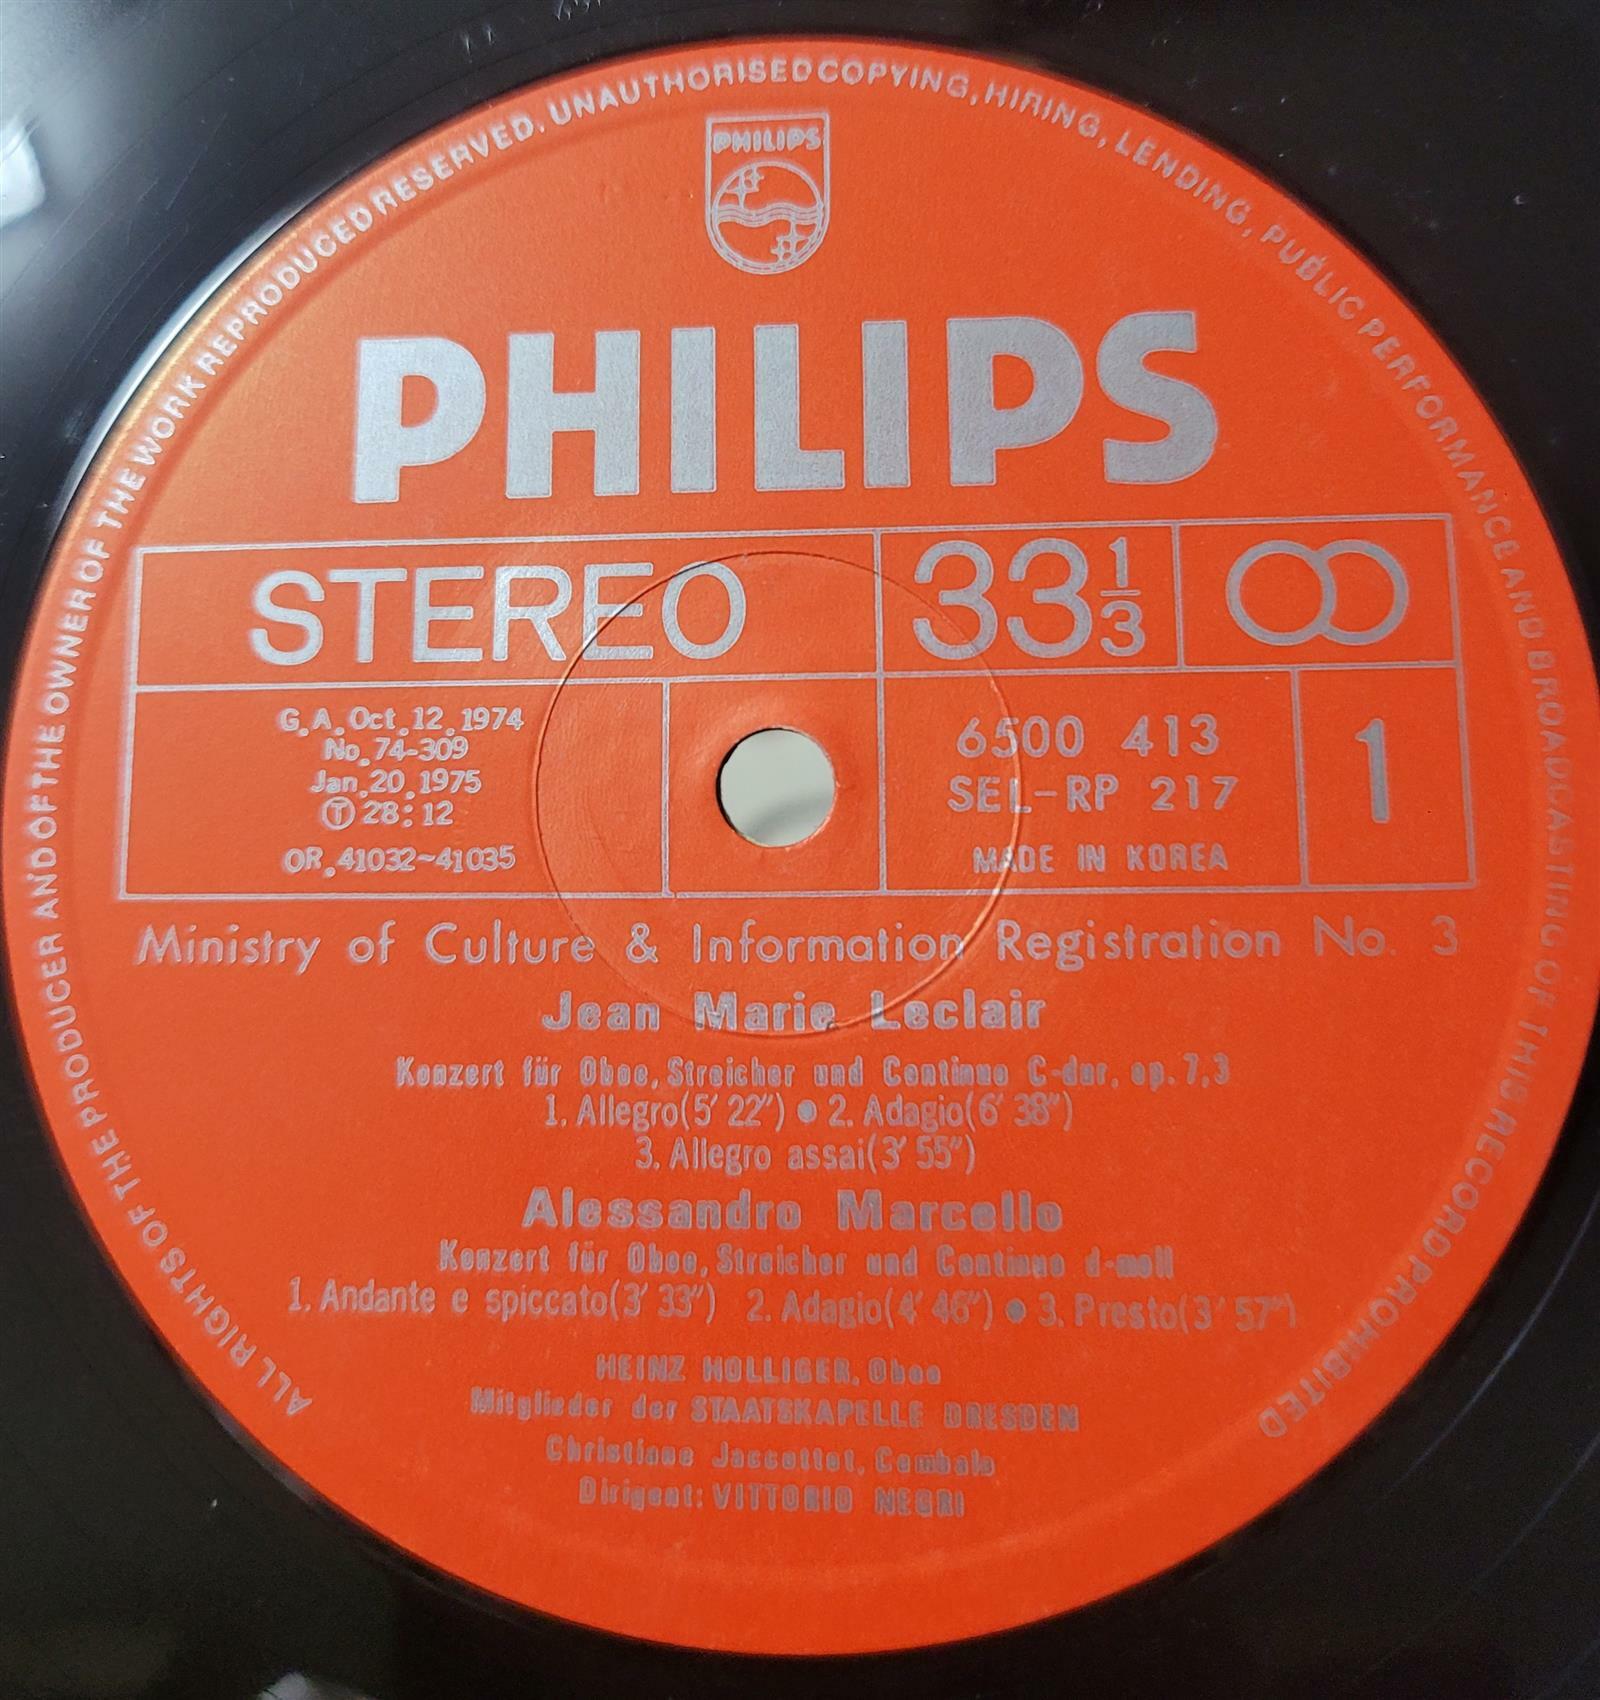 ALL RIGHTS OF THE PRODUCER AND OF THE OWNER OF THE WORK REPRODUCED RESERVED. UNAUTHORISED COPYING, HIRING, LENDING, PUBLIC PERFORMANCE AND BROADCASTING OF THIS RECORD PROHIBITED
PHILIPS
PHILIPS
STEREO
33 1/3
G.A. Oct. 12. 1974
No. 74-309
Jan. 20. 1975
Ⓣ 28:12
OR. 41032~41035
6500 413
SEL-RP 217
MADE IN KOREA
1
Ministry of Culture & Information Registration No. 3
Jean Marie Leclair
Konzert für Oboe, Streicher und Continuo C-dur, op. 7,3
1. Allegro(5′ 22″) ● 2. Adagio(6′ 38″)
3. Allegro assai(3′ 55″)
Alessandro Marcello
Konzert für Oboe, Streicher und Continuo d-moll
1. Andante e spiccato(3′ 33″) 2. Adagio(4′ 46″) ● 3. Presto(3′ 57″)
HEINZ HOLLIGER, Oboe
Mitglieder der STAATSKAPELLE DRESDEN
Christiane Jaccottet, Cembalo
Dirigent: VITTORIO NEGRI